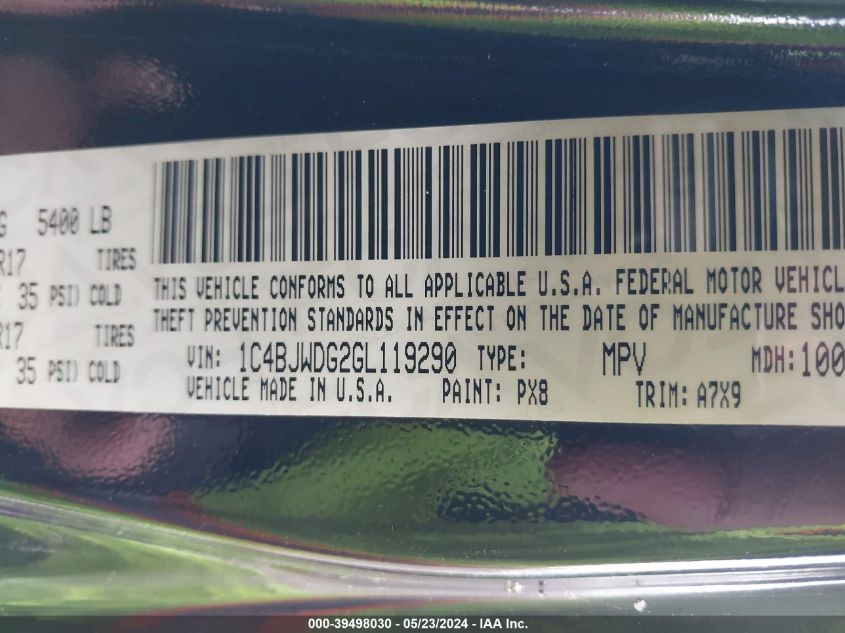 G 5400 LB
R17 TIRES
35 PSI) COLD
R17 TIRES
35 PSI) COLD
THIS VEHICLE CONFORMS TO ALL APPLICABLE U.S.A. FEDERAL MOTOR VEHICL
THEFT PREVENTION STANDARDS IN EFFECT ON THE DATE OF MANUFACTURE SHO
VIN: 1C4BJWDG2GL119290 TYPE: MPV MDH:100
VEHICLE MADE IN U.S.A. PAINT: PX8 TRIM: A7X9
000-39498030 - 05/23/2024 - IAA Inc.